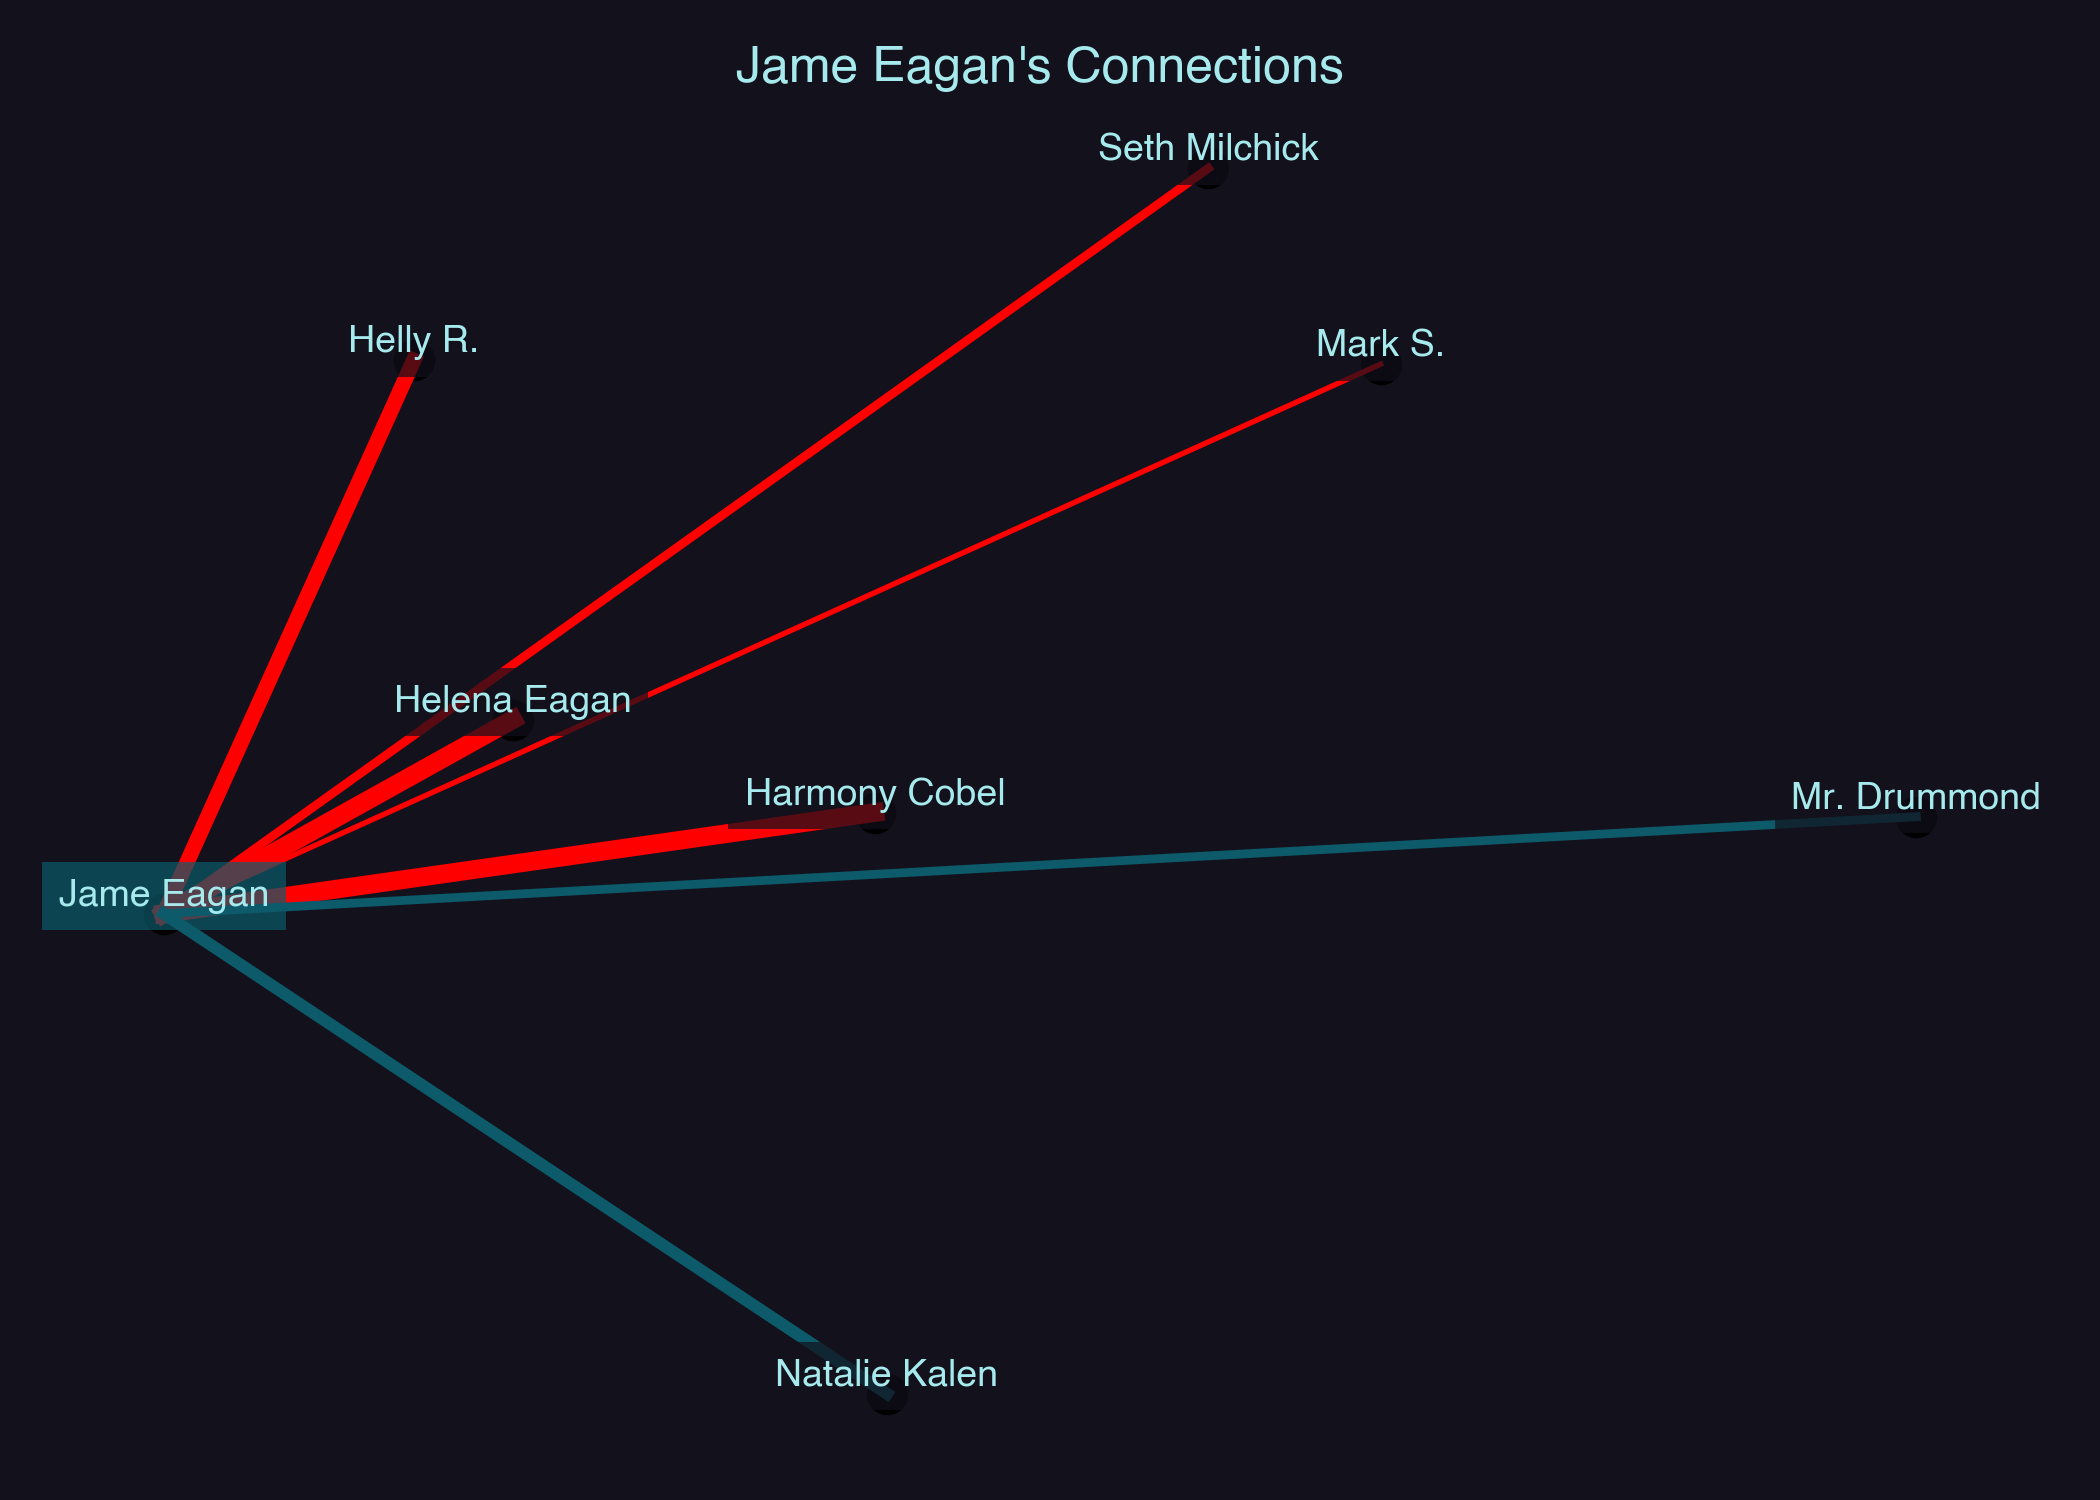 Jame Eagan's Connections
Seth Milchick
Helly R.
Mark S.
Helena Eagan
Harmony Cobel
Mr. Drummond
Jame Eagan
Natalie Kalen